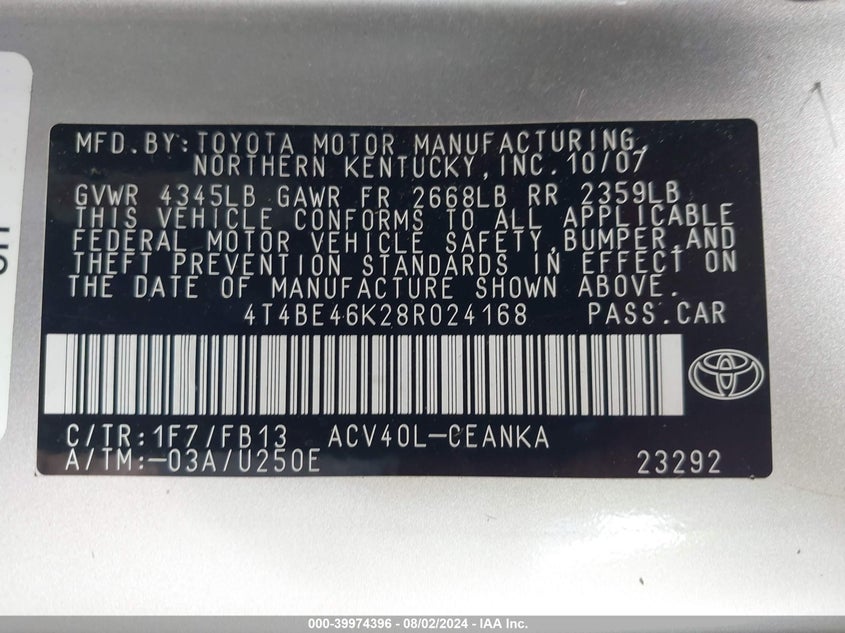 MFD.BY:TOYOTA MOTOR MANUFACTURING,
NORTHERN KENTUCKY,INC.10/07
GVWR 4345LB GAWR FR 2668LB RR 2359LB
THIS VEHICLE CONFORMS TO ALL APPLICABLE
FEDERAL MOTOR VEHICLE SAFETY,BUMPER,AND
THEFT PREVENTION STANDARDS IN EFFECT ON
THE DATE OF MANUFACTURE SHOWN ABOVE.
4T4BE46K28R024168 PASS.CAR
C/TR:1F7/FB13 ACV40L-CEANKA
A/TM:-03A/U250E 23292
000-39974396 - 08/02/2024 - IAA Inc.